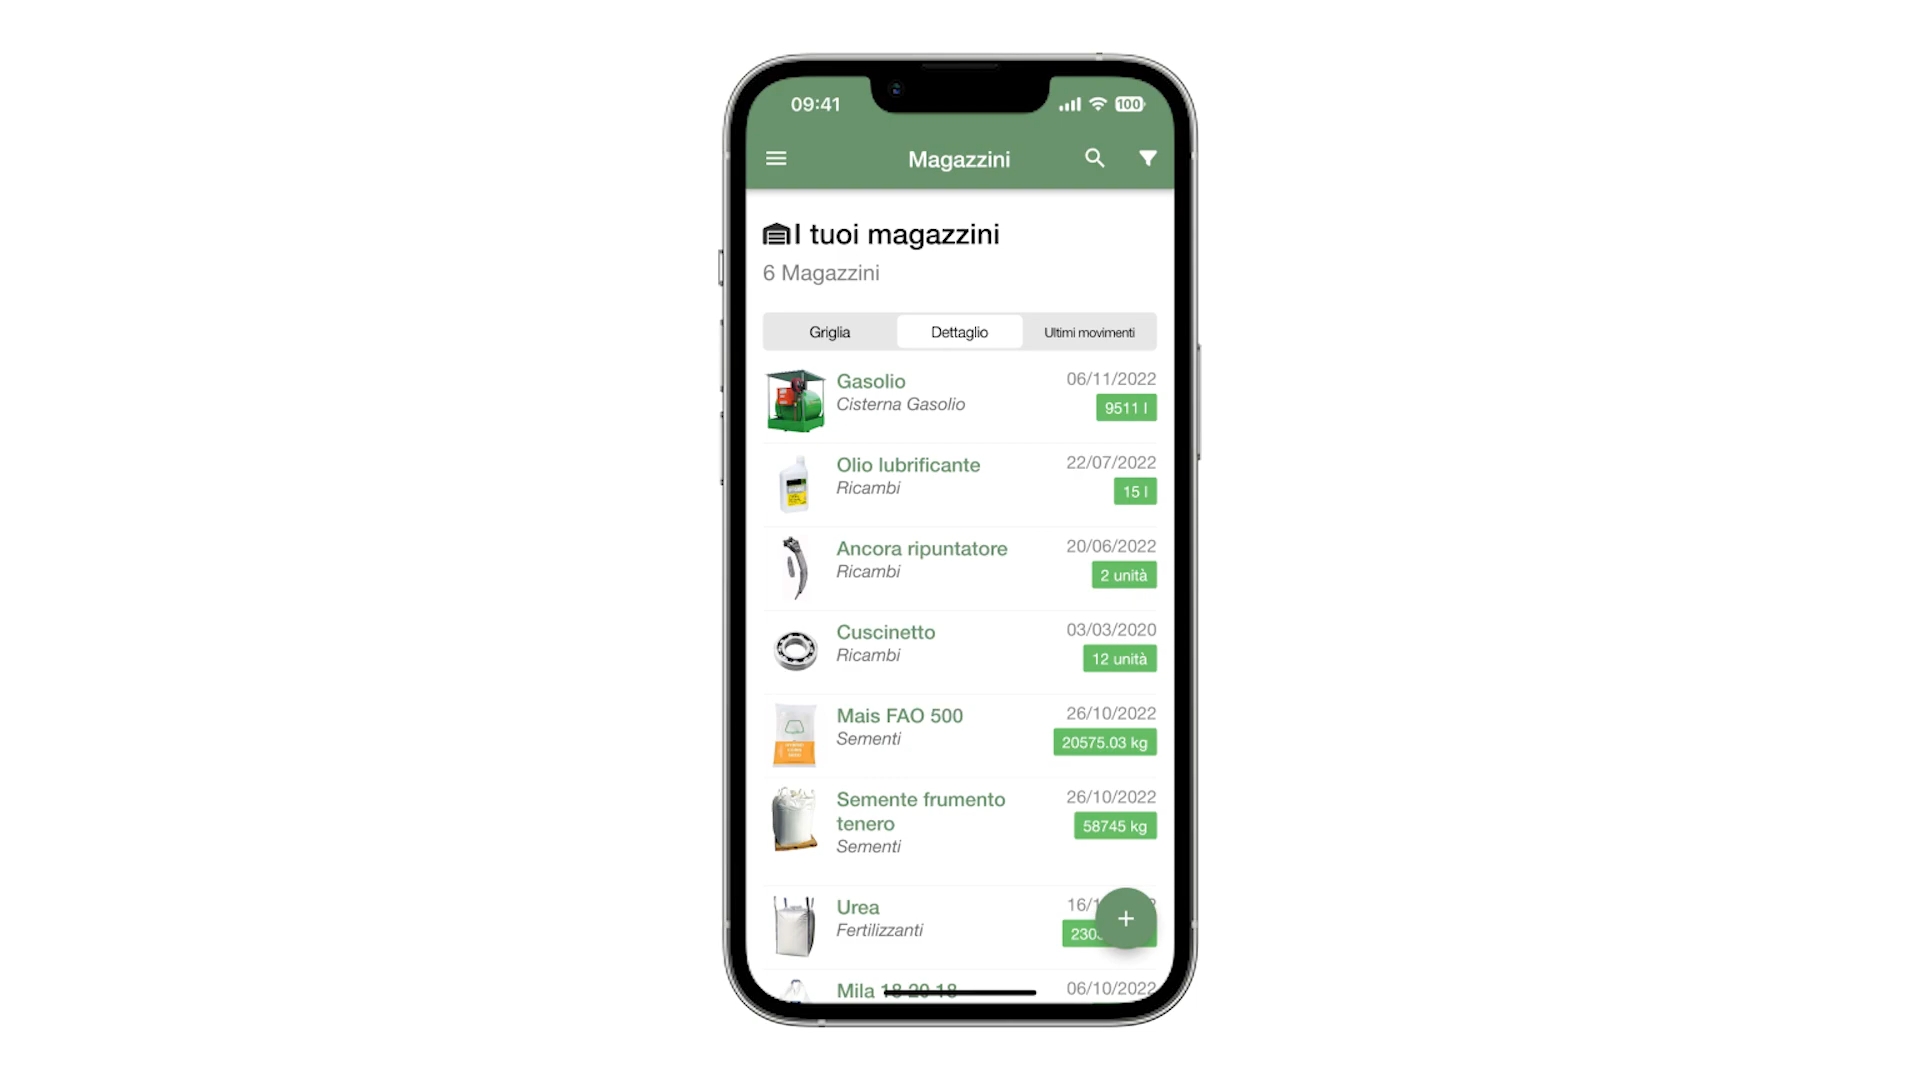 09:41
100
Magazzini
I tuoi magazzini
6 Magazzini
Griglia
Dettaglio
Ultimi movimenti
Gasolio
06/11/2022
Cisterna Gasolio
9511 l
Olio lubrificante
22/07/2022
Ricambi
15 l
Ancora ripuntatore
20/06/2022
Ricambi
2 unità
Cuscinetto
03/03/2020
Ricambi
12 unità
Mais FAO 500
26/10/2022
Sementi
20575.03 kg
Semente frumento
tenero
26/10/2022
Sementi
58745 kg
Urea
Fertilizzanti
+
Mila 18-20-18
06/10/2022